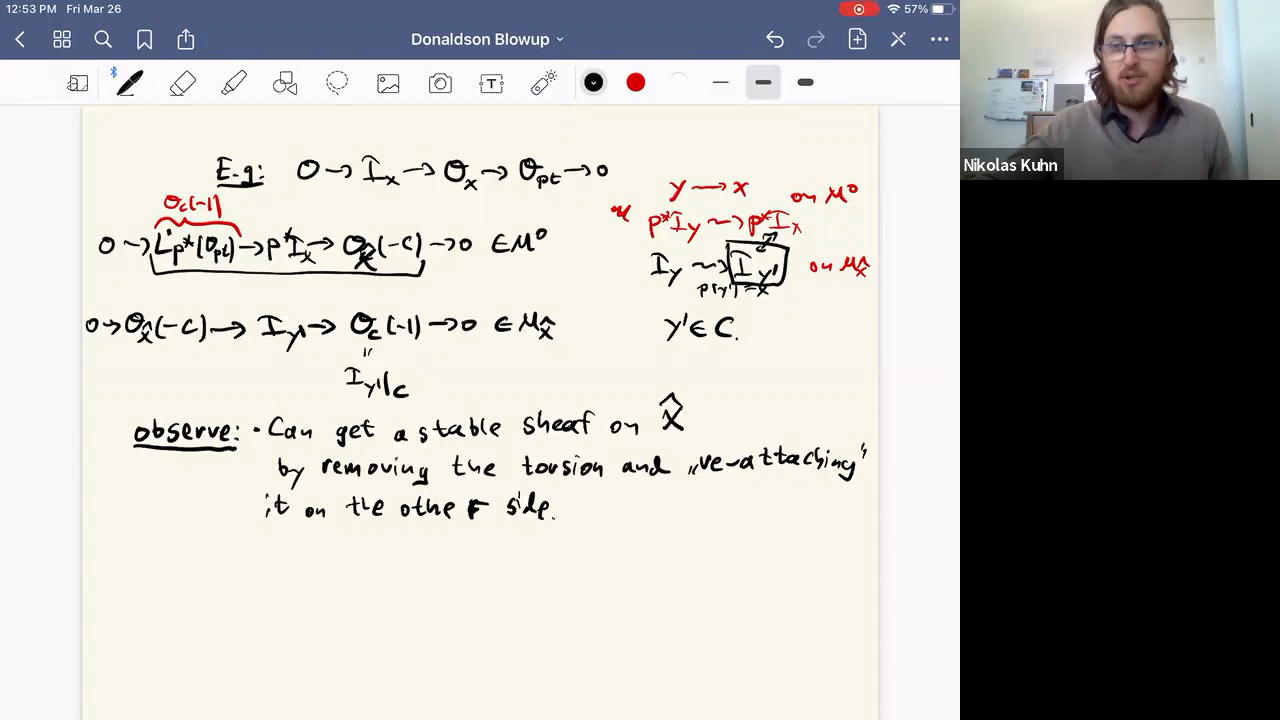 12:53 PM Fri Mar 26
57%
Donaldson Blowup
Nikolas Kuhn
E.g: 0 → I_x → O_x → O_pt → 0
y → x on M^0
O_C(-1)
p*I_y ⇝ p*I_x
0 → L'p*(O_pt) → p*I_x → O_X̂(-C) → 0 ∈ M^0
I_y ⇝ I_y' on M_X̂
p(y') = x
0 → O_X̂(-C) → I_y' → O_C(-1) → 0 ∈ M_X̂
y' ∈ C.
"
I_y'|_C
observe: • Can get a stable sheaf on X̂
by removing the torsion and „re-attaching"
it on the other side.